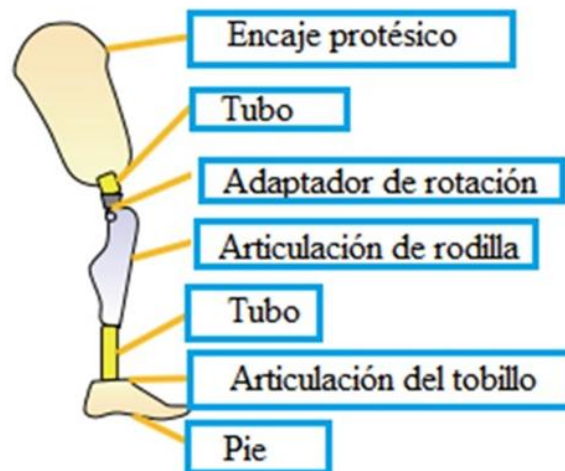 Encaje protésico
Tubo
Adaptador de rotación
Articulación de rodilla
Tubo
Articulación del tobillo
Pie